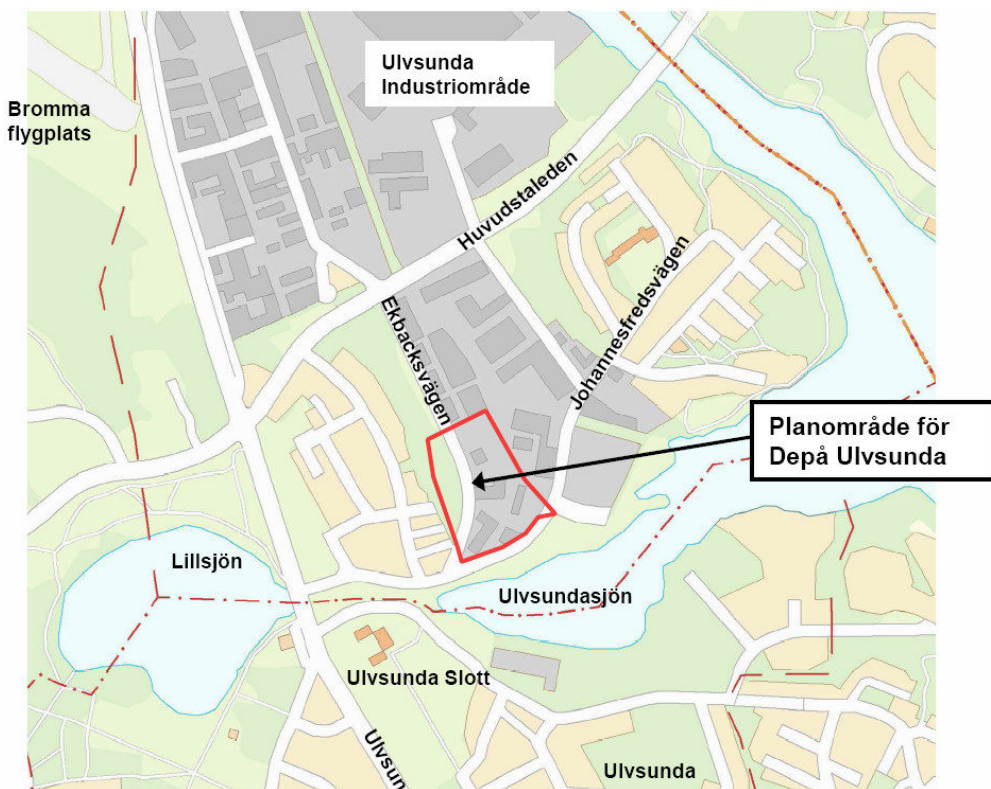 Ulvsunda
Industriområde
Bromma
flygplats
Huvudstaleden
Ekbacksvägen
Johannesfredsvägen
Planområde för
Depå Ulvsunda
Lillsjön
Ulvsundasjön
Ulvsunda Slott
Ulvsun
Ulvsunda